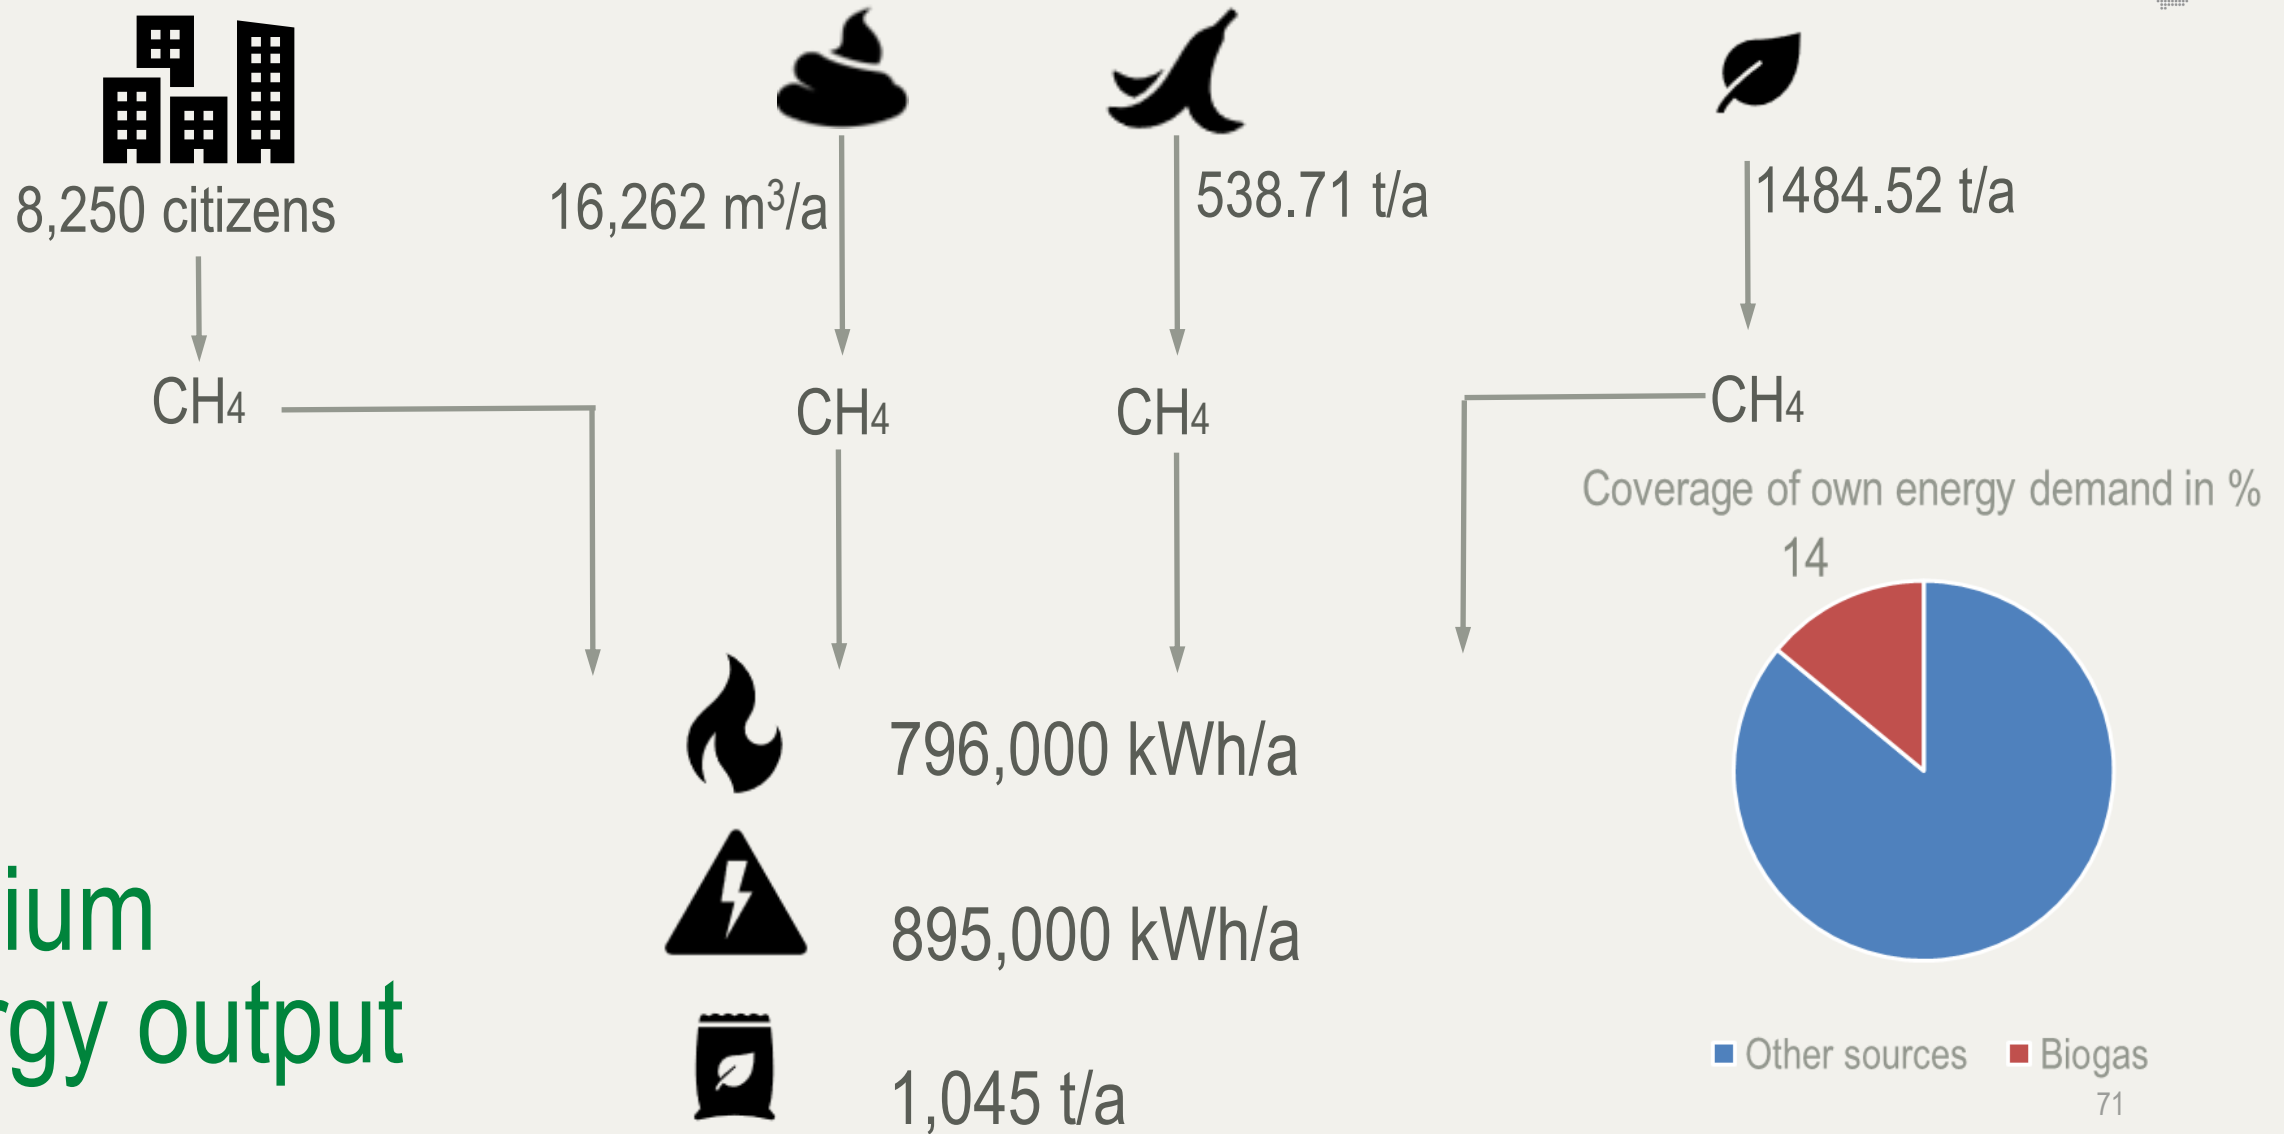 8,250 citizens
16,262 m³/a
538.71 t/a
1484.52 t/a
CH₄
CH₄
CH₄
CH₄
Coverage of own energy demand in %
14
796,000 kWh/a
895,000 kWh/a
1,045 t/a
ium
rgy output
Other sources
Biogas
71